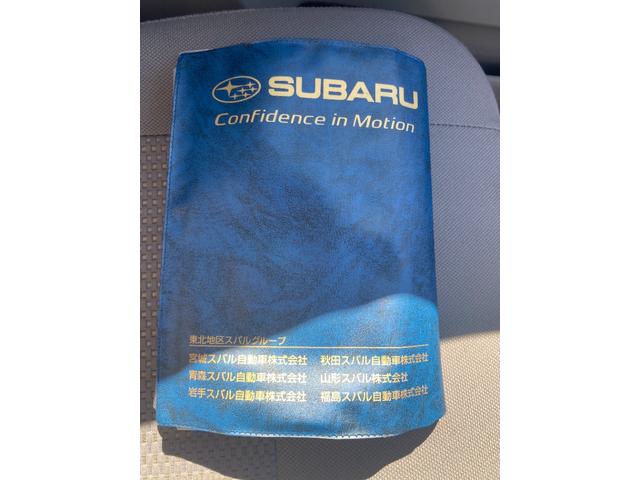 SUBARU
Confidence in Motion
東北地区スバルグループ
宮城スバル自動車株式会社 秋田スバル自動車株式会社
青森スバル自動車株式会社 山形スバル株式会社
岩手スバル自動車株式会社 福島スバル自動車株式会社